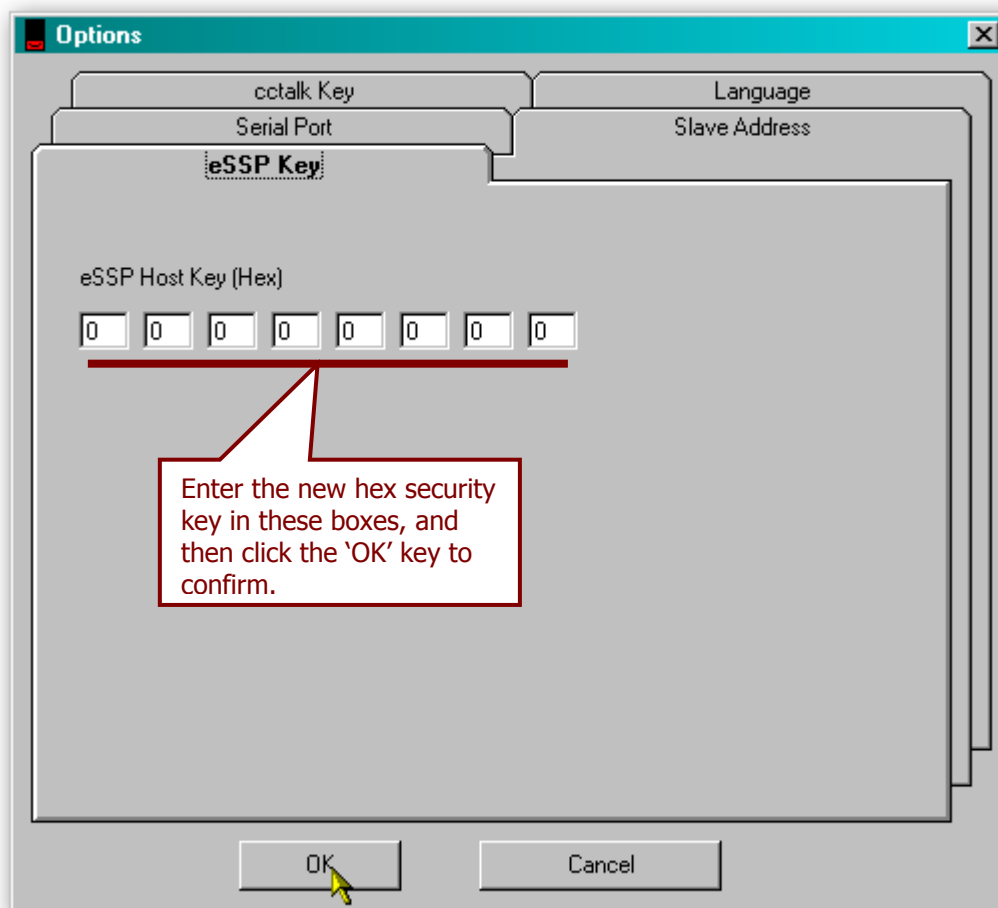 Options
cctalk Key
Language
Serial Port
Slave Address
eSSP Key
eSSP Host Key (Hex)
0 0 0 0 0 0 0 0
Enter the new hex security
key in these boxes, and
then click the ‘OK’ key to
confirm.
OK
Cancel